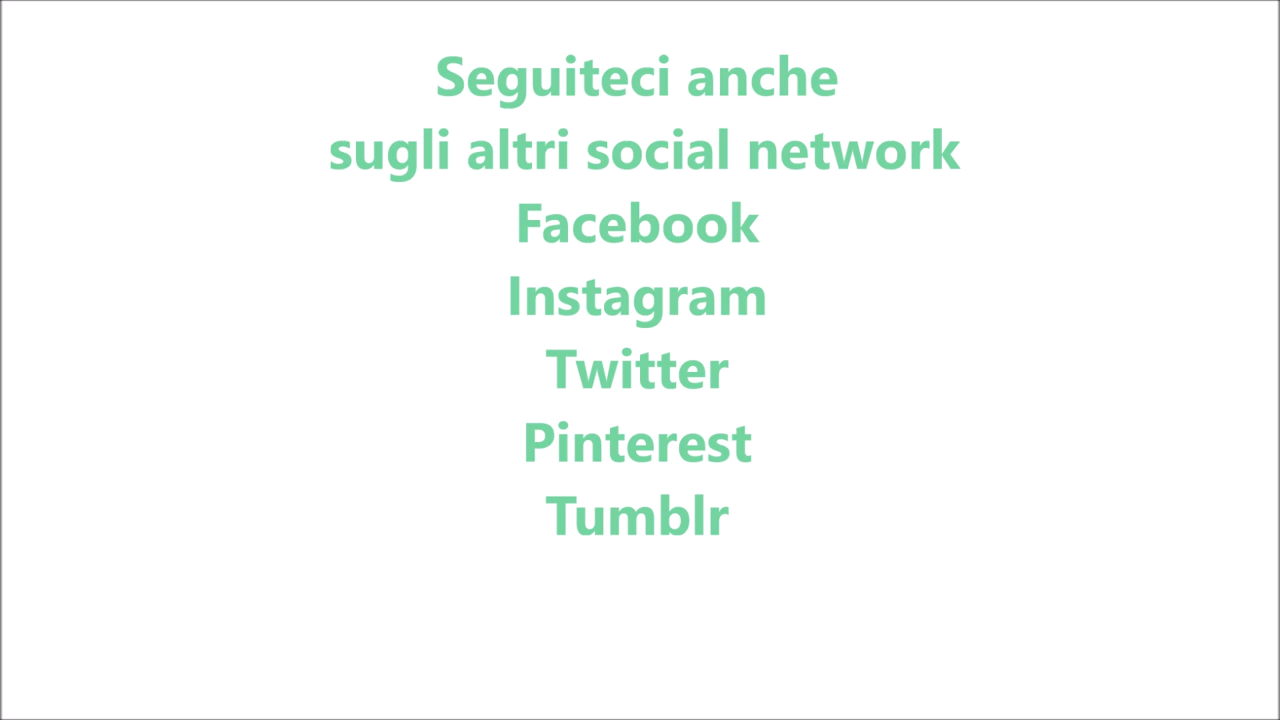 Seguiteci anche
sugli altri social network
Facebook
Instagram
Twitter
Pinterest
Tumblr